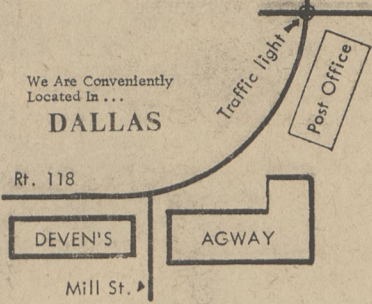 We Are Conveniently
Located In ...
DALLAS
Traffic light
Post Office
Rt. 118
DEVEN'S
AGWAY
Mill St.